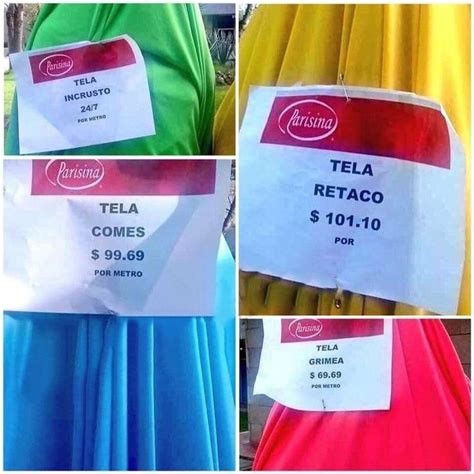 Parisina
TELA
INCRUSTO
24/7
POR METRO
Parisina
TELA
RETACO
$ 101.10
POR
Parisina
TELA
COMES
$ 99.69
POR METRO
Parisina
TELA
GRIMEA
$ 69.69
POR METRO